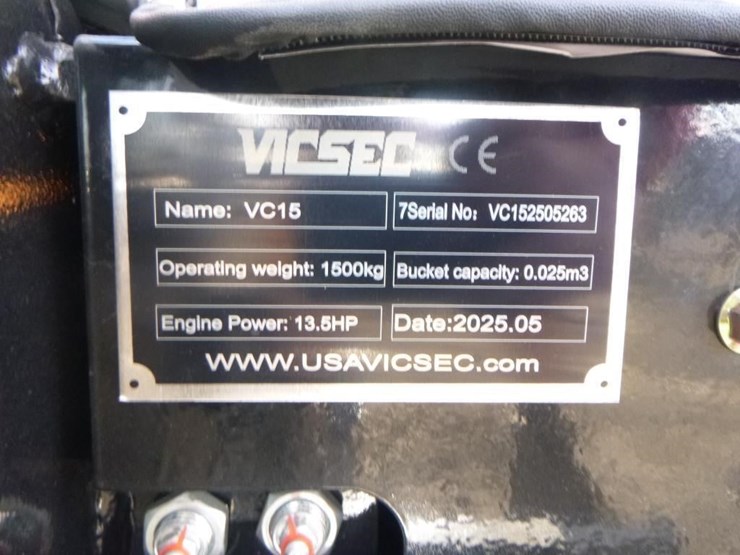 VICSEC CE
Name: VC15
7Serial No: VC152505263
Operating weight: 1500kg
Bucket capacity: 0.025m3
Engine Power: 13.5HP
Date:2025.05
WWW.USAVICSEC.com